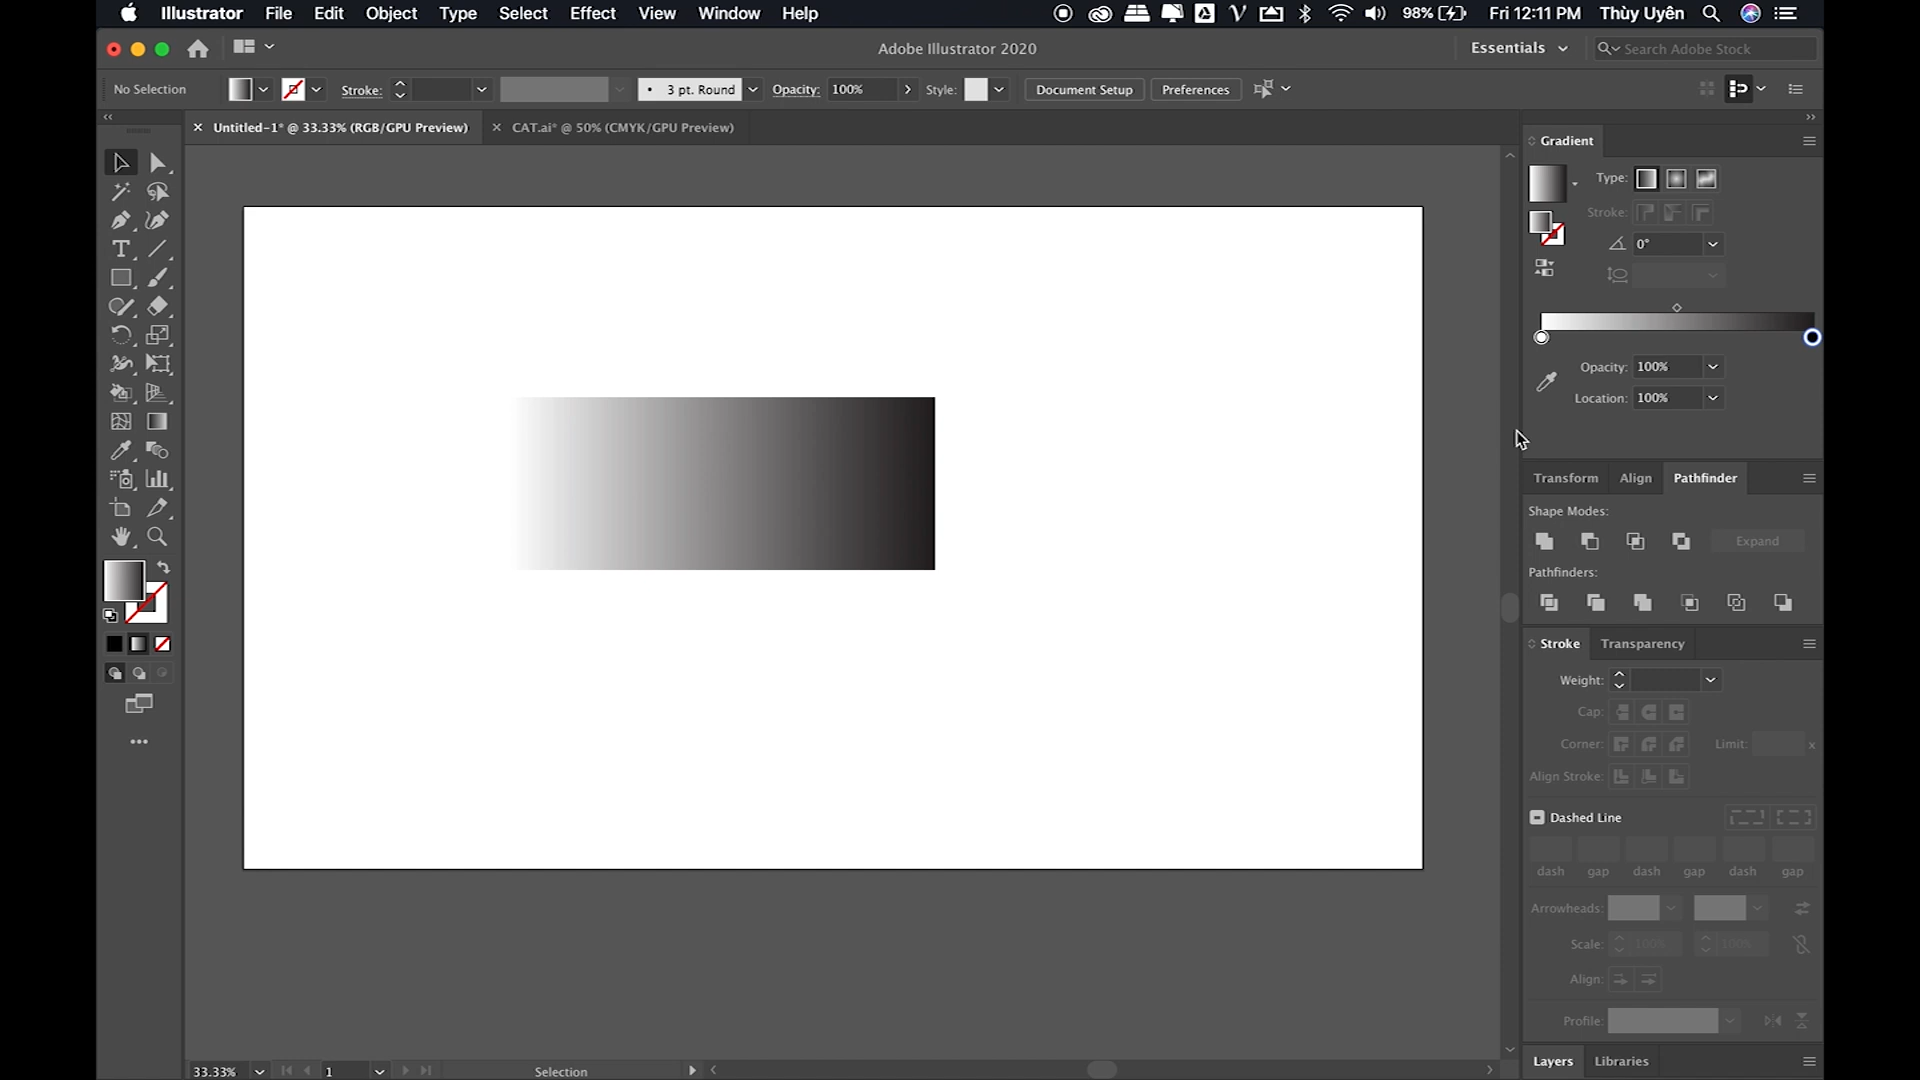 Illustrator File Edit Object Type Select Effect View Window Help 98% Fri 12:11 PM Thùy Uyên
Adobe Illustrator 2020 Essentials Search Adobe Stock
No Selection Stroke: 3 pt. Round Opacity: 100% Style: Document Setup Preferences
Untitled-1* @ 33.33% (RGB/GPU Preview) CAT.ai* @ 50% (CMYK/GPU Preview)
Gradient
Type:
Stroke:
0°
Opacity: 100%
Location: 100%
Transform Align Pathfinder
Shape Modes:
Expand
Pathfinders:
Stroke Transparency
Weight:
Cap:
Corner: Limit: x
Align Stroke:
Dashed Line
dash gap dash gap dash gap
Arrowheads:
Scale: 100% 100%
Align:
Profile:
Layers Libraries
33.33% 1 Selection